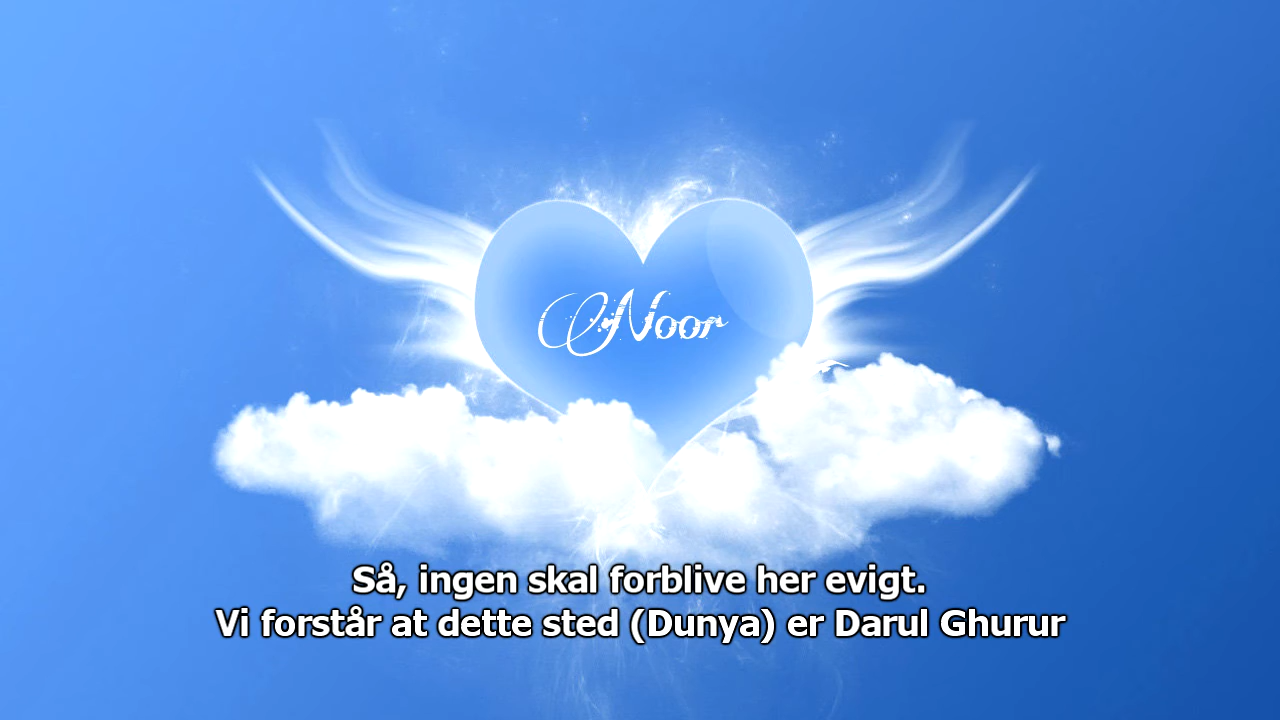 Noor
Så, ingen skal forblive her evigt.
Vi forstår at dette sted (Dunya) er Darul Ghurur